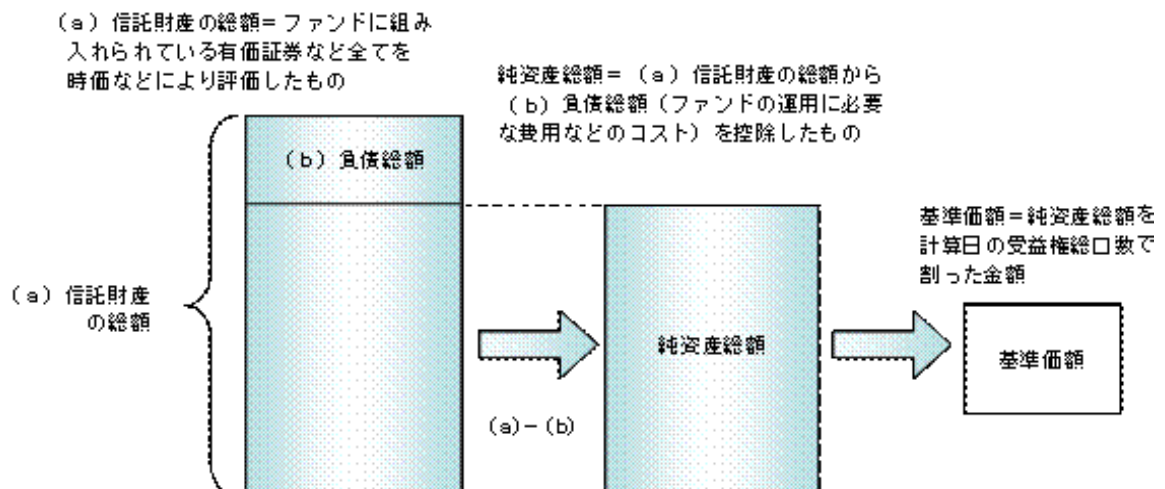 (a) 信託財産の総額=ファンドに組み
入れられている有価証券など全てを
時価などにより評価したもの
純資産総額=(a) 信託財産の総額から
(b) 負債総額(ファンドの運用に必要
な費用などのコスト)を控除したもの
(b) 負債総額
基準価額=純資産総額を
計算日の受益権総口数で
割った金額
(a) 信託財産
の総額
純資産総額
基準価額
(a)-(b)